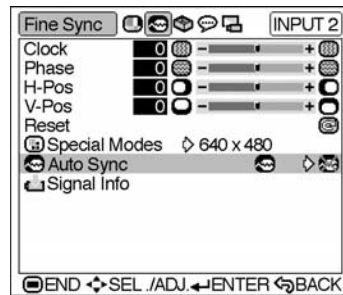 Fine Sync INPUT 2
Clock 0 - +
Phase 0 - +
H-Pos 0 - +
V-Pos 0 - +
Reset
Special Modes 640 x 480
Auto Sync
Signal Info
END SEL./ADJ. ENTER BACK